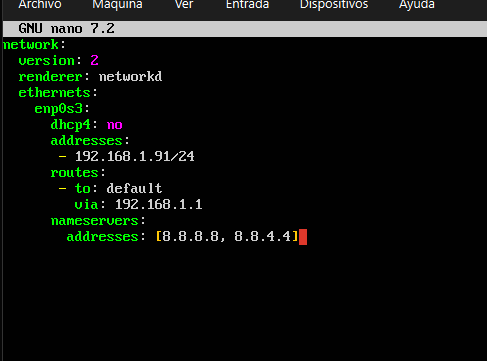 Archivo Máquina Ver Entrada Dispositivos Ayuda
GNU nano 7.2
network:
  version: 2
  renderer: networkd
  ethernets:
    enp0s3:
      dhcp4: no
      addresses:
       - 192.168.1.91/24
      routes:
       - to: default
         via: 192.168.1.1
      nameservers:
        addresses: [8.8.8.8, 8.8.4.4]